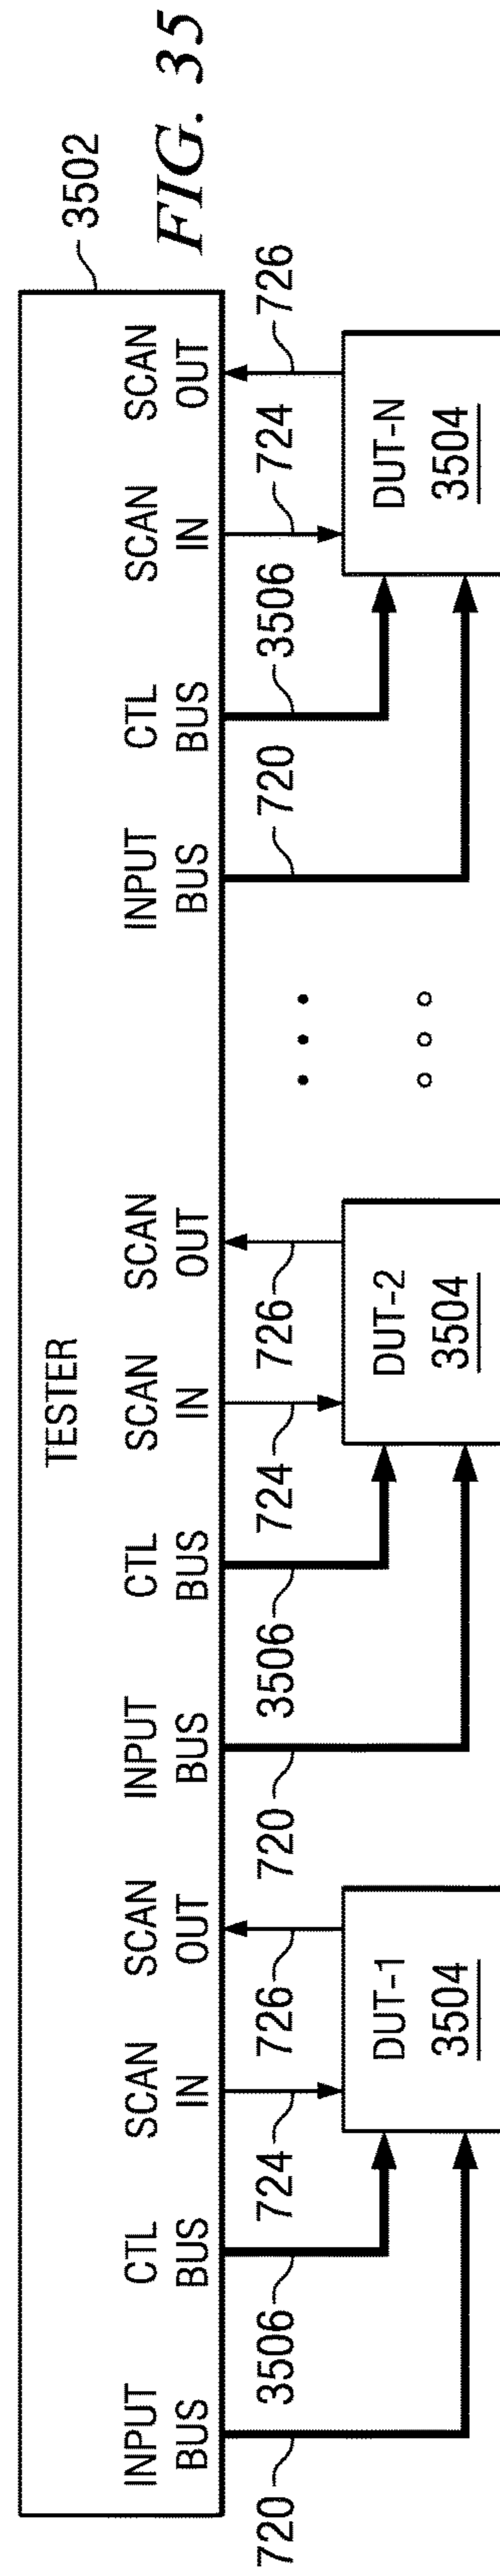 FIG. 35
3502
TESTER
INPUT BUS
CTL BUS
SCAN IN
SCAN OUT
INPUT BUS
CTL BUS
SCAN IN
SCAN OUT
INPUT BUS
CTL BUS
SCAN IN
SCAN OUT
720
3506
724
726
720
3506
724
726
720
3506
724
726
DUT-1
3504
DUT-2
3504
DUT-N
3504